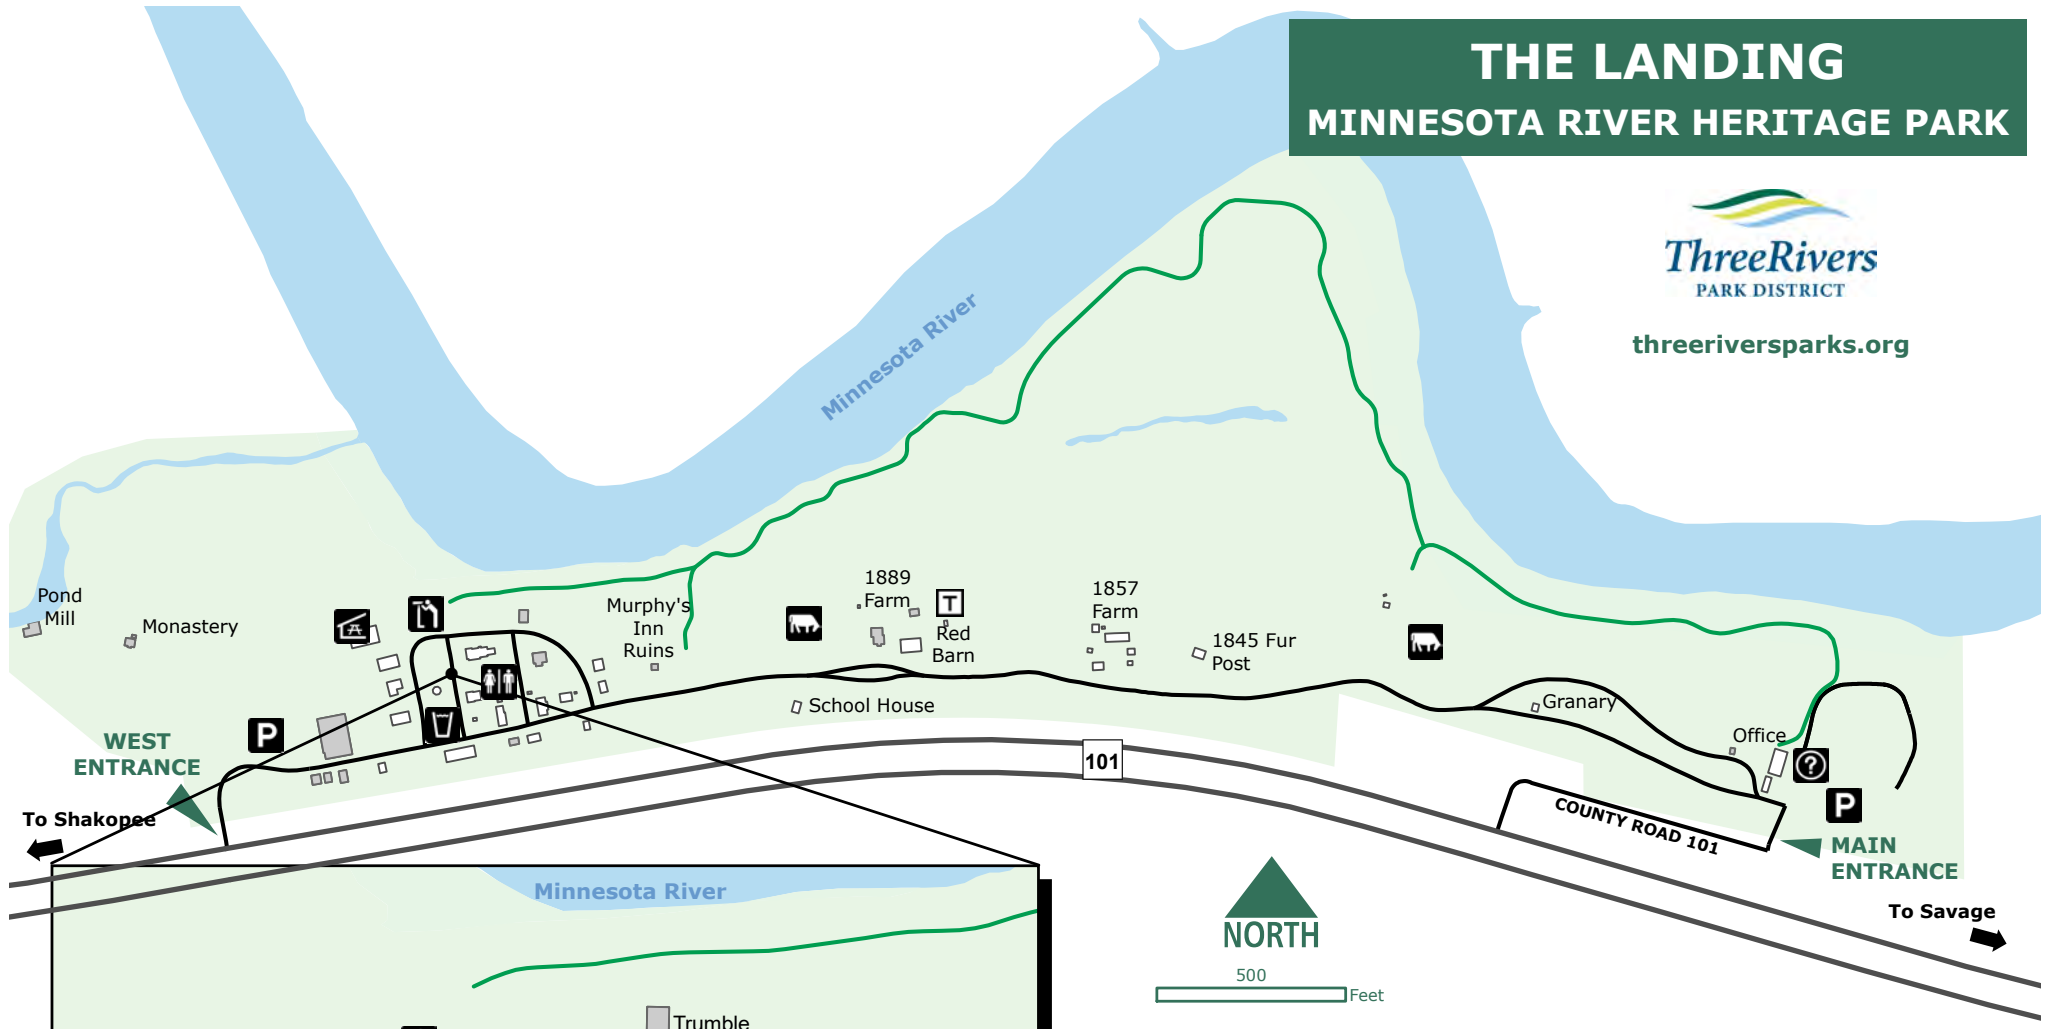 THE LANDING
MINNESOTA RIVER HERITAGE PARK
ThreeRivers
PARK DISTRICT
threeriversparks.org
Minnesota River
Pond
Mill
Monastery
Murphy's
Inn
Ruins
1889
Farm
T
Red
Barn
1857
Farm
1845 Fur
Post
School House
Granary
Office
?
P
P
WEST
ENTRANCE
To Shakopee
101
COUNTY ROAD 101
MAIN
ENTRANCE
To Savage
Minnesota River
NORTH
500
Feet
Trumble